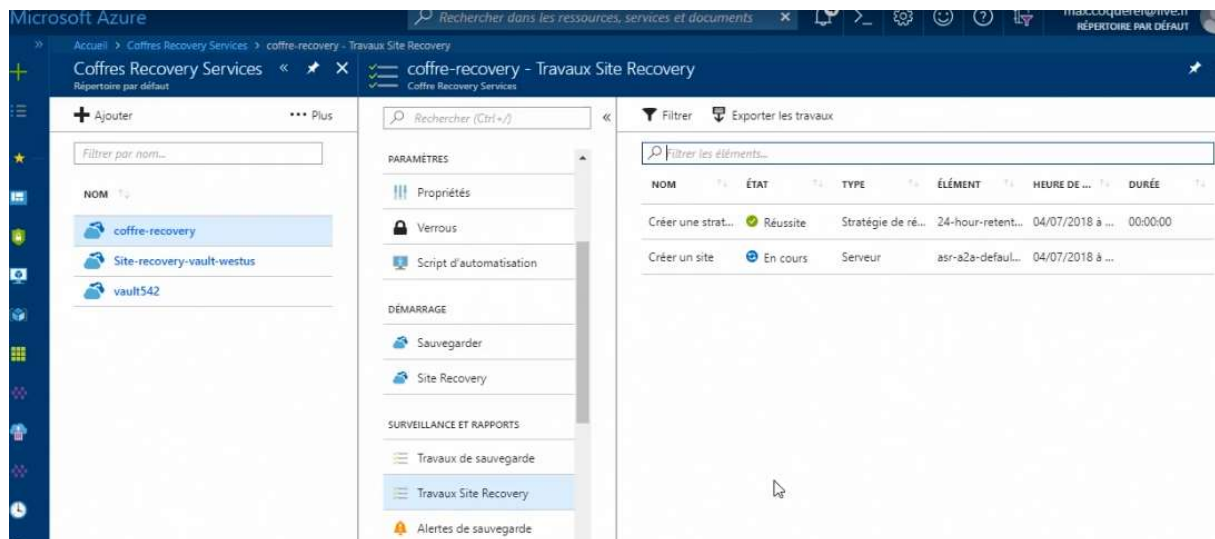 Microsoft Azure
Rechercher dans les ressources, services et documents
RÉPERTOIRE PAR DÉFAUT
Accueil > Coffres Recovery Services > coffre-recovery - Travaux Site Recovery
Coffres Recovery Services
Répertoire par défaut
coffre-recovery - Travaux Site Recovery
Coffre Recovery Services
Ajouter
Plus
Filtrer par nom...
NOM
coffre-recovery
Site-recovery-vault-westus
vault542
Rechercher (Ctrl+/)
PARAMÈTRES
Propriétés
Verrous
Script d'automatisation
DÉMARRAGE
Sauvegarder
Site Recovery
SURVEILLANCE ET RAPPORTS
Travaux de sauvegarde
Travaux Site Recovery
Alertes de sauvegarde
Filtrer
Exporter les travaux
Filtrer les éléments...
NOM ÉTAT TYPE ÉLÉMENT HEURE DE ... DURÉE
Créer une strat... Réussite Stratégie de ré... 24-hour-retent... 04/07/2018 à ... 00:00:00
Créer un site En cours Serveur asr-a2a-defaul... 04/07/2018 à ...